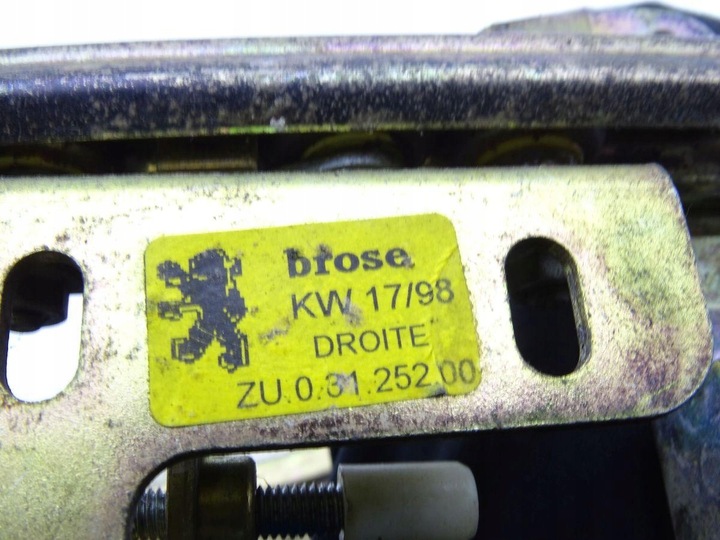 brose
KW 17/98
DROITE
ZU.0.31.252.00